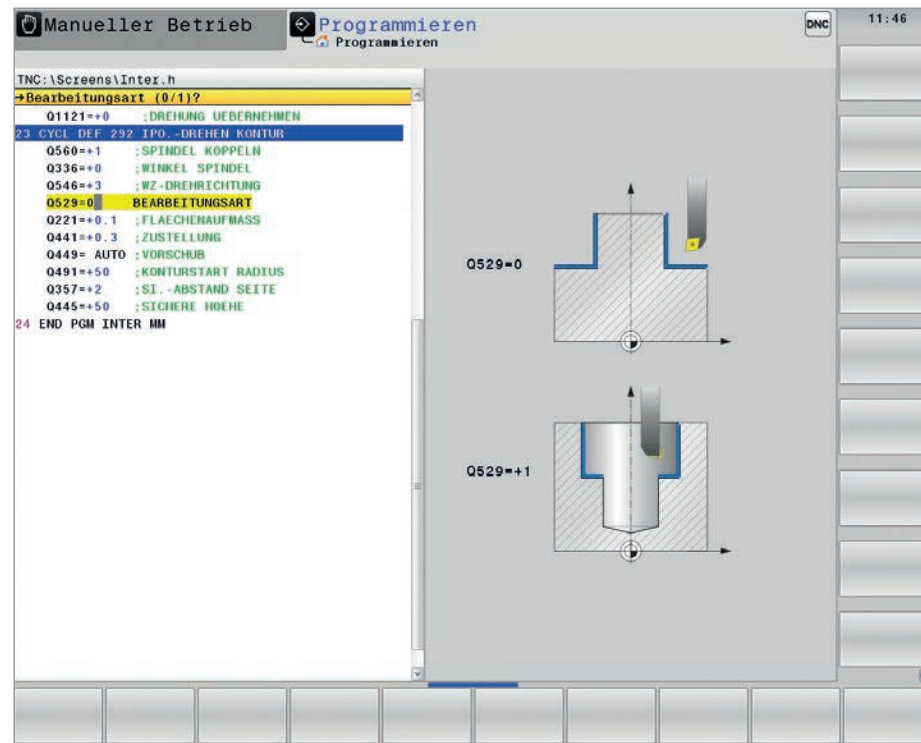 Manueller Betrieb
Programmieren
Programmieren
DNC
11:46
TNC:\Screens\Inter.h
→Bearbeitungsart (0/1)?
Q1121=+0 ;DREHUNG UEBERNEHMEN
23 CYCL DEF 292 IPO.-DREHEN KONTUR
Q560=+1 ;SPINDEL KOPPELN
Q336=+0 ;WINKEL SPINDEL
Q546=+3 ;WZ-DREHRICHTUNG
Q529=0 BEARBEITUNGSART
Q221=+0.1 ;FLAECHENAUFMASS
Q441=+0.3 ;ZUSTELLUNG
Q449= AUTO ;VORSCHUB
Q491=+50 ;KONTURSTART RADIUS
Q357=+2 ;SI.-ABSTAND SEITE
Q445=+50 ;SICHERE HOEHE
24 END PGM INTER MM
Q529=0
Q529=+1